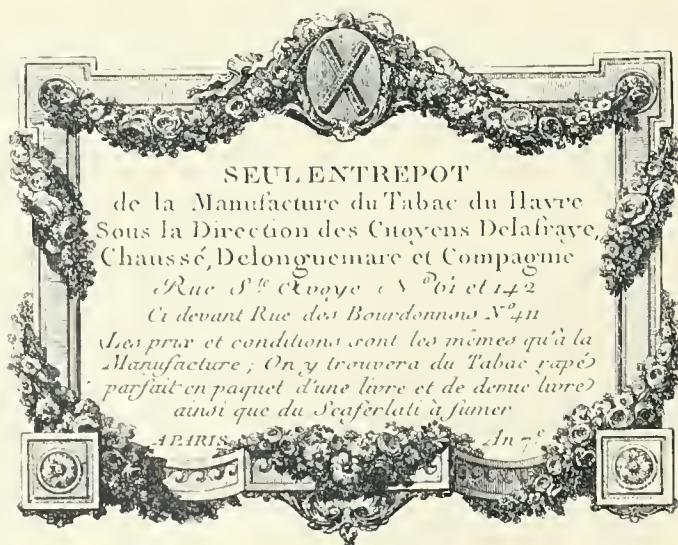 SEUL ENTREPOT
de la Manufacture du Tabac du Havre
Sous la Direction des Citoyens Delafraye,
Chaussé, Delonguemare et Compagnie
Rue Ste Avoye No 61 et 142
Ci devant Rue des Bourdonnois No 411
Les prix et conditions sont les mêmes qu'à la
Manufacture ; On y trouvera du Tabac rapé
parfait en paquet d'une livre et de demie livre
ainsi que du Scaferlati à fumer
A PARIS An 7e